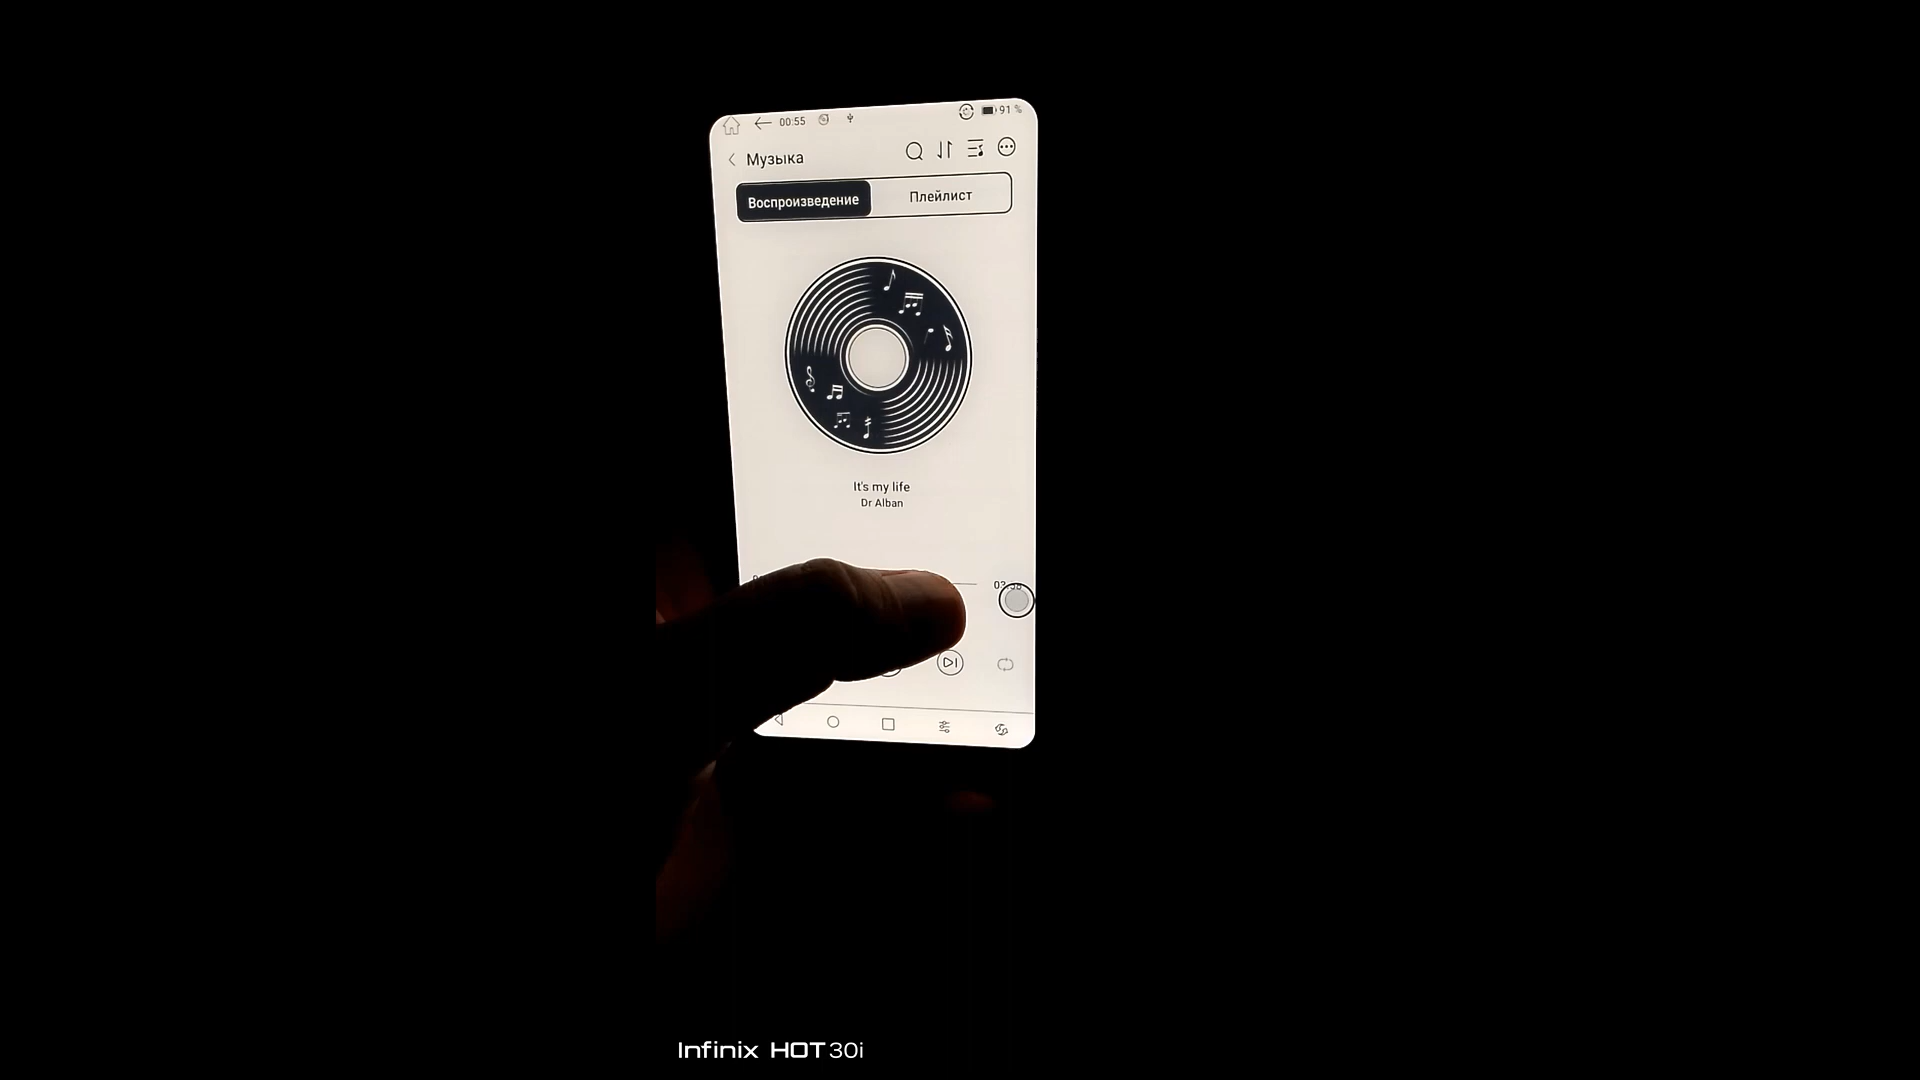 00:55
91 %
Музыка
Воспроизведение
Плейлист
It's my life
Dr Alban
Infinix HOT 30i